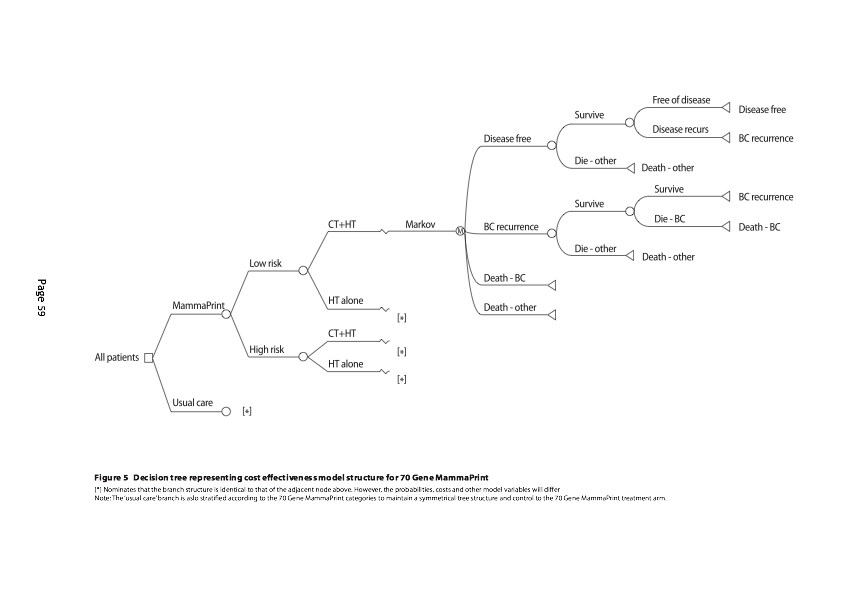 Free of disease
Disease free
Survive
Disease recurs
BC recurrence
Disease free
Die - other
Death - other
Survive
BC recurrence
Survive
Die - BC
Death - BC
CT+HT
Markov
M
BC recurrence
Die - other
Death - other
Low risk
Death - BC
HT alone
Death - other
[*]
MammaPrint
CT+HT
High risk
[*]
HT alone
[*]
All patients
Usual care
[*]
Page 59
Figure 5 Decision tree representing cost effectiveness model structure for 70 Gene MammaPrint
[*] Nominates that the branch structure is identical to that of the adjacent node above. However, the probabilities, costs and other model variables will differ
Note: The 'usual care' branch is aslo stratified according to the 70 Gene MammaPrint categories to maintain a symmetrical tree structure and control to the 70 Gene MammaPrint treatment arm.